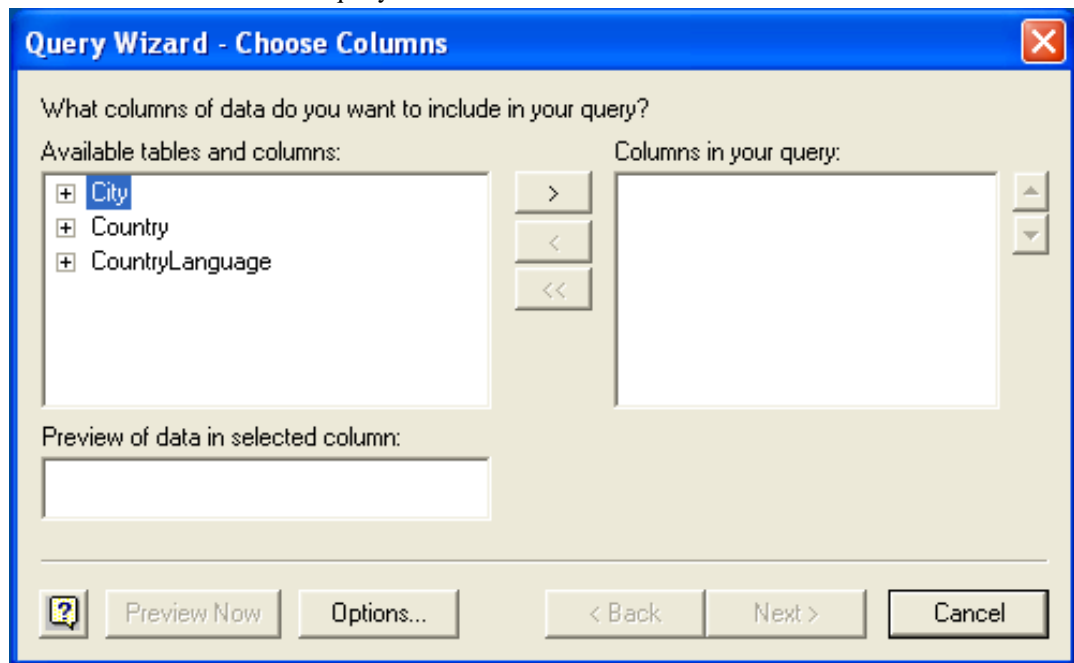 Query Wizard - Choose Columns
What columns of data do you want to include in your query?
Available tables and columns:
Columns in your query:
City
>
Country
<
CountryLanguage
<<
Preview of data in selected column:
?
Preview Now
Options...
< Back
Next >
Cancel